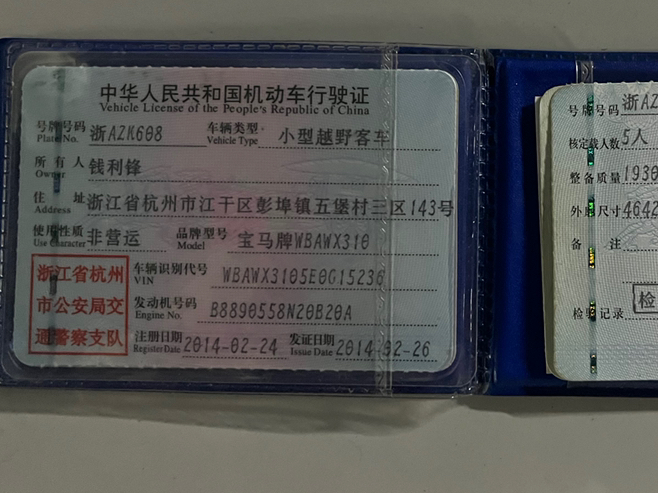 中华人民共和国机动车行驶证
Vehicle License of the People's Republic of China
号牌号码 浙AZK608 车辆类型 小型越野客车
Plate No. Vehicle Type
所有人 钱利锋
Owner
住址 浙江省杭州市江干区彭埠镇五堡村三区143号
Address
使用性质 非营运 品牌型号 宝马牌WBAWX310
Use Character Model
浙江省杭州
市公安局交
通警察支队
车辆识别代号 WBAWX3105E0G15236
VIN
发动机号码 B8890558N20B20A
Engine No.
注册日期 2014-02-24 发证日期 2014-02-26
Register Date Issue Date
号牌号码 浙AZ
核定载人数 5人
整备质量 1930
外廓尺寸 4642
备注
检
检验记录